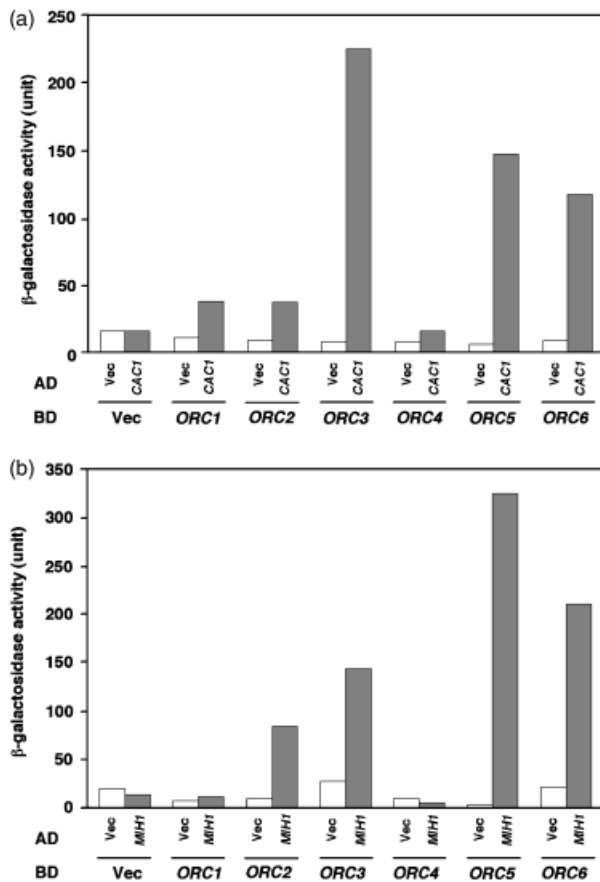 (a)
250
200
150
100
50
0
β-galactosidase activity (unit)
AD Vec CAC1 Vec CAC1 Vec CAC1 Vec CAC1 Vec CAC1 Vec CAC1 Vec CAC1
BD Vec ORC1 ORC2 ORC3 ORC4 ORC5 ORC6
(b)
350
300
250
200
150
100
50
0
β-galactosidase activity (unit)
AD Vec MIH1 Vec MIH1 Vec MIH1 Vec MIH1 Vec MIH1 Vec MIH1 Vec MIH1
BD Vec ORC1 ORC2 ORC3 ORC4 ORC5 ORC6